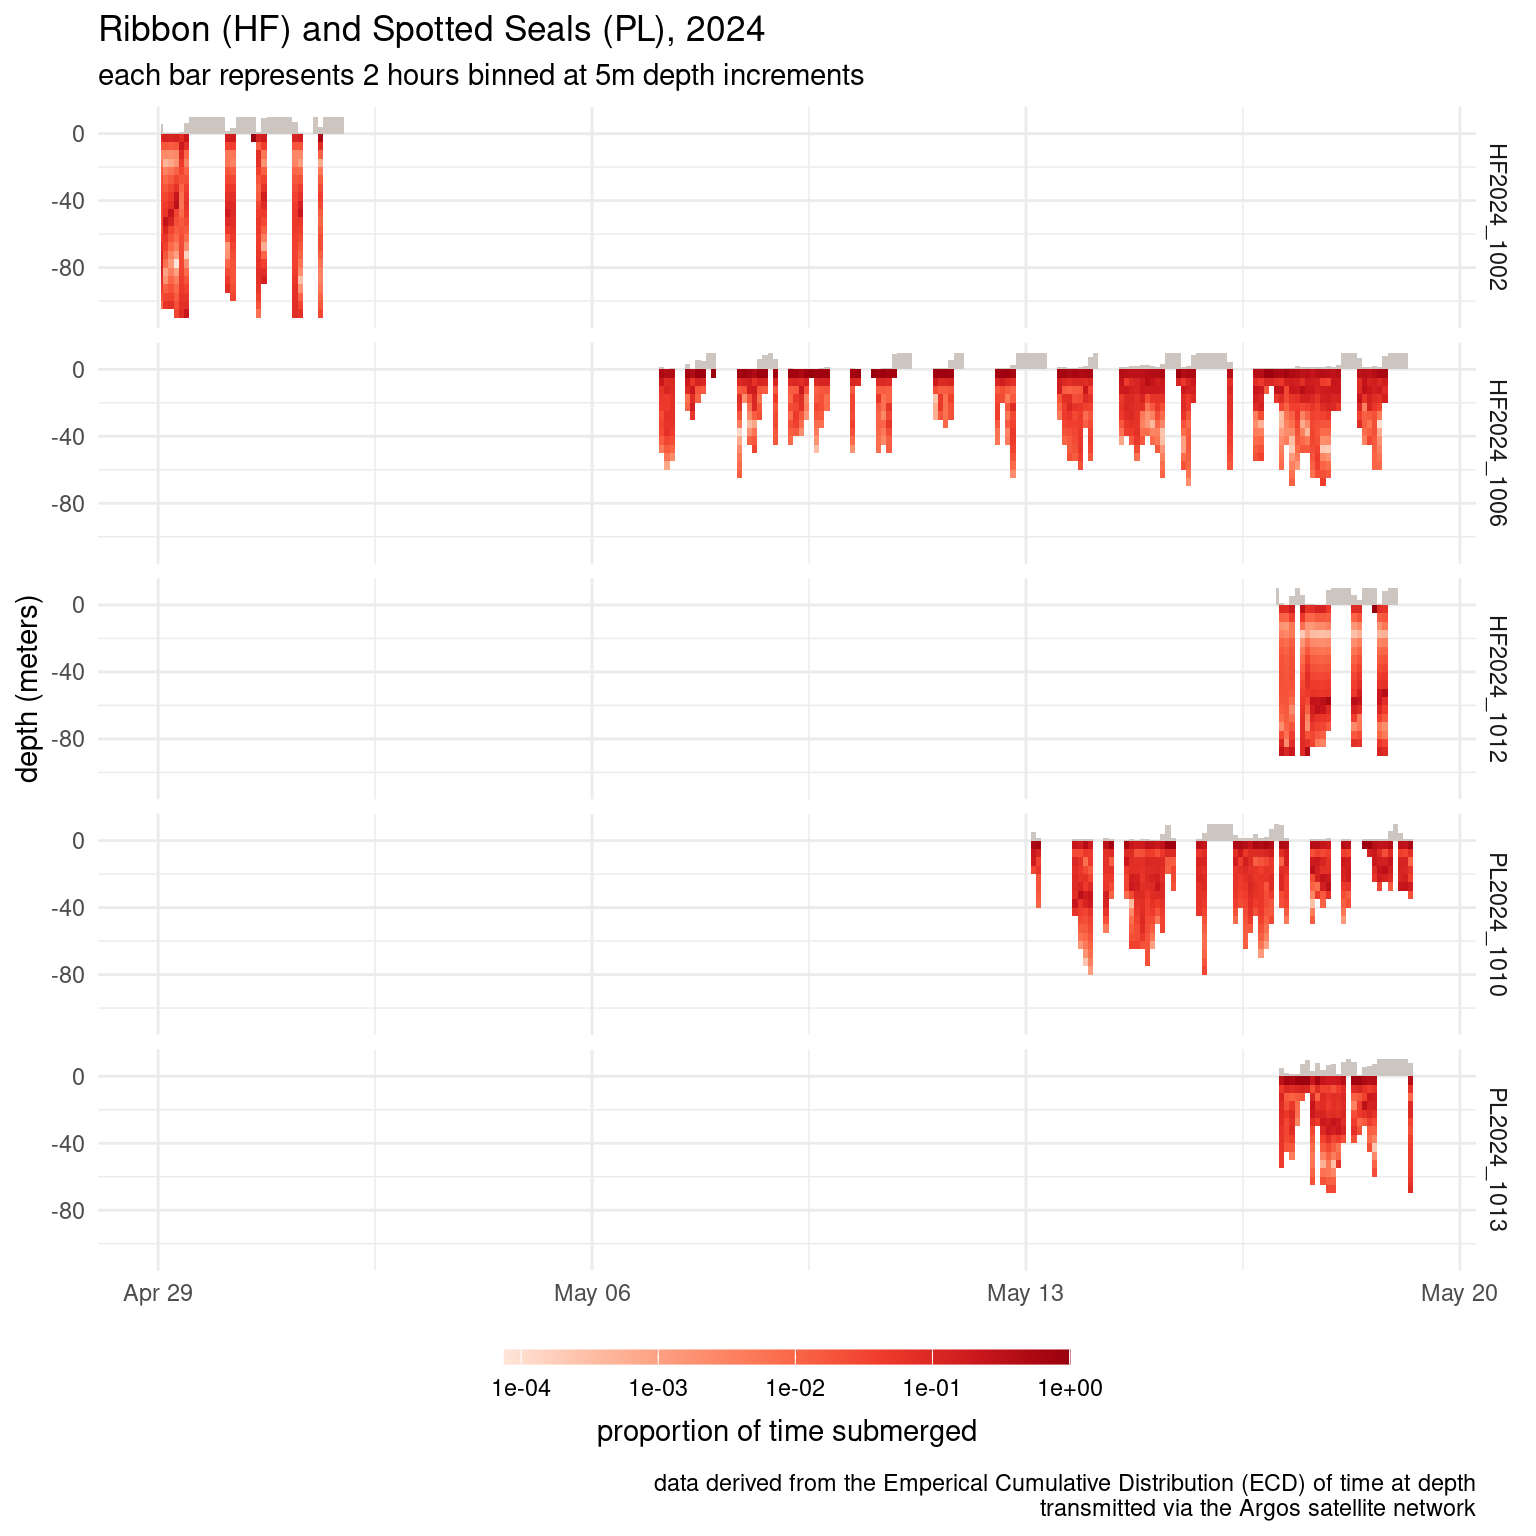 Ribbon (HF) and Spotted Seals (PL), 2024
each bar represents 2 hours binned at 5m depth increments
0
-40
-80
HF2024_1002
0
-40
-80
HF2024_1006
depth (meters)
0
-40
-80
HF2024_1012
0
-40
-80
PL2024_1010
0
-40
-80
PL2024_1013
Apr 29 May 06 May 13 May 20
1e-04 1e-03 1e-02 1e-01 1e+00
proportion of time submerged
data derived from the Emperical Cumulative Distribution (ECD) of time at depth
transmitted via the Argos satellite network